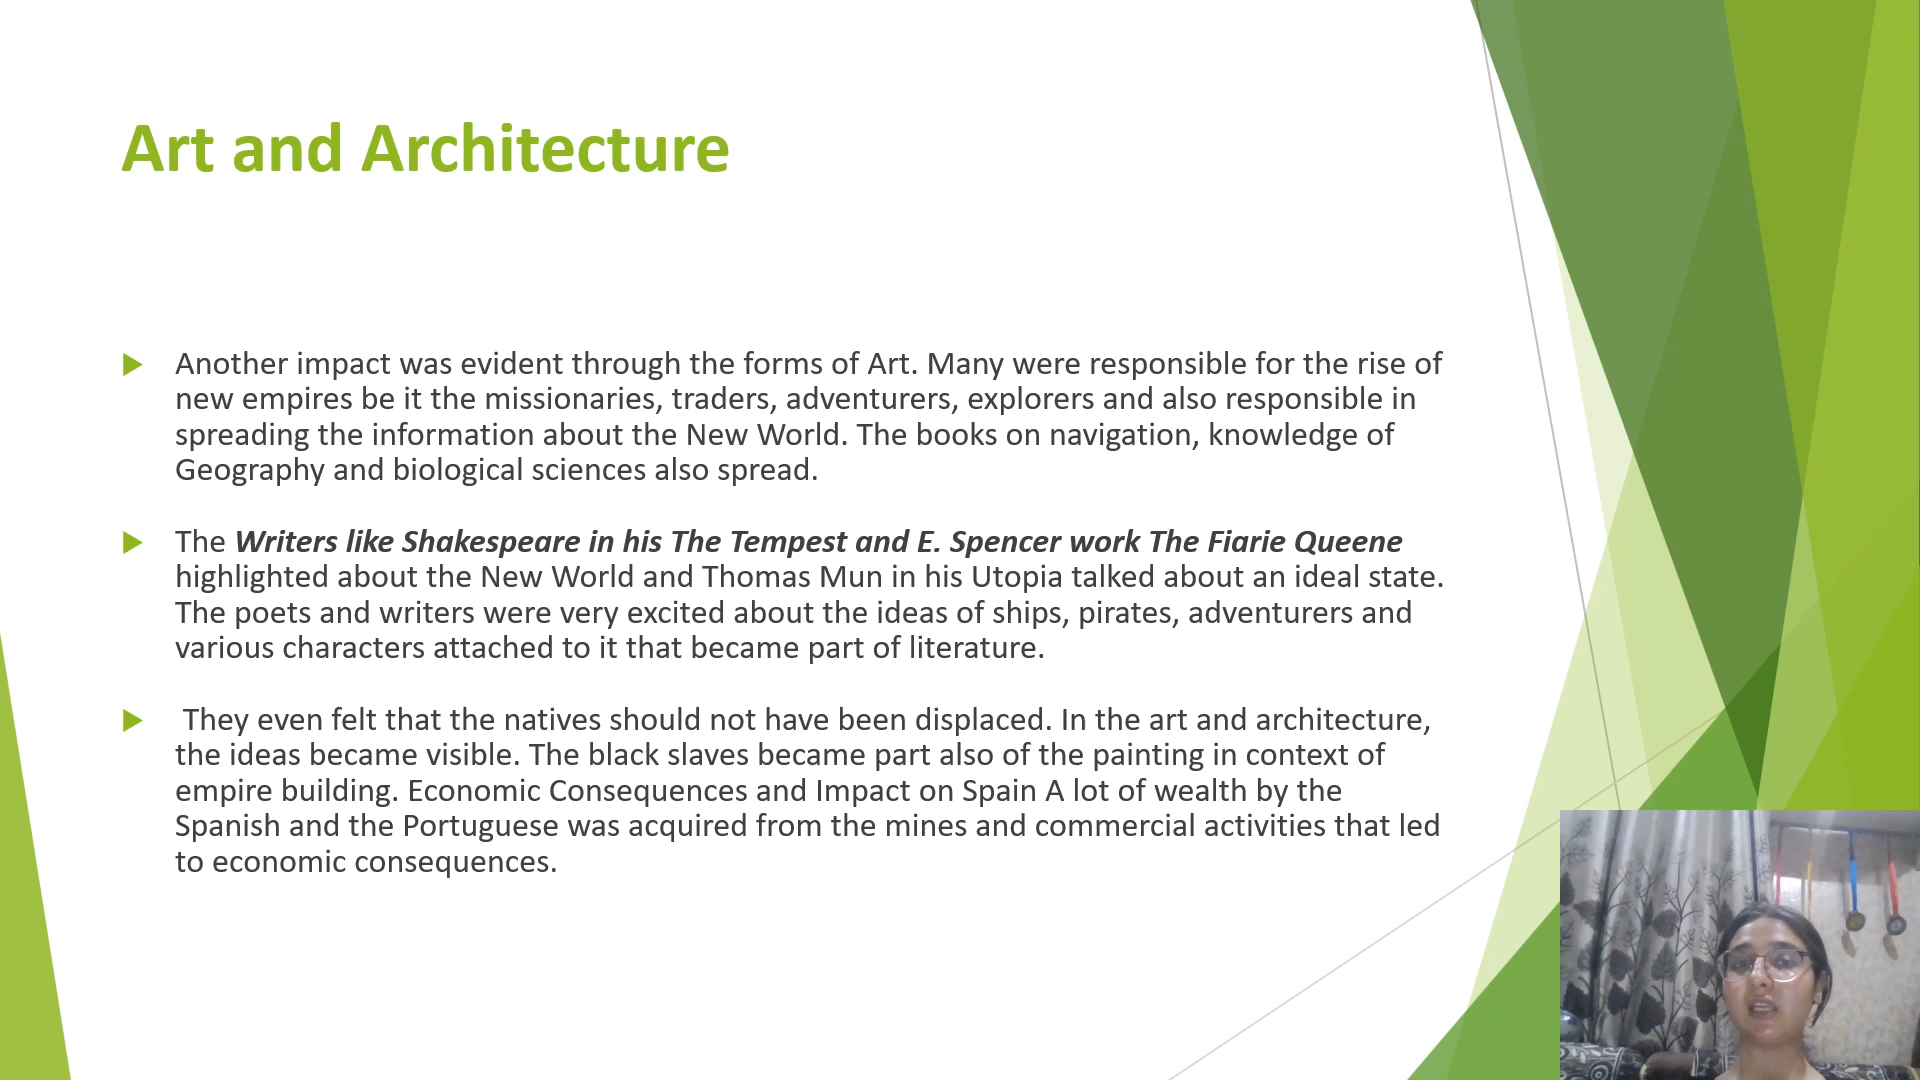 Art and Architecture
Another impact was evident through the forms of Art. Many were responsible for the rise of
new empires be it the missionaries, traders, adventurers, explorers and also responsible in
spreading the information about the New World. The books on navigation, knowledge of
Geography and biological sciences also spread.
The Writers like Shakespeare in his The Tempest and E. Spencer work The Fiarie Queene
highlighted about the New World and Thomas Mun in his Utopia talked about an ideal state.
The poets and writers were very excited about the ideas of ships, pirates, adventurers and
various characters attached to it that became part of literature.
They even felt that the natives should not have been displaced. In the art and architecture,
the ideas became visible. The black slaves became part also of the painting in context of
empire building. Economic Consequences and Impact on Spain A lot of wealth by the
Spanish and the Portuguese was acquired from the mines and commercial activities that led
to economic consequences.